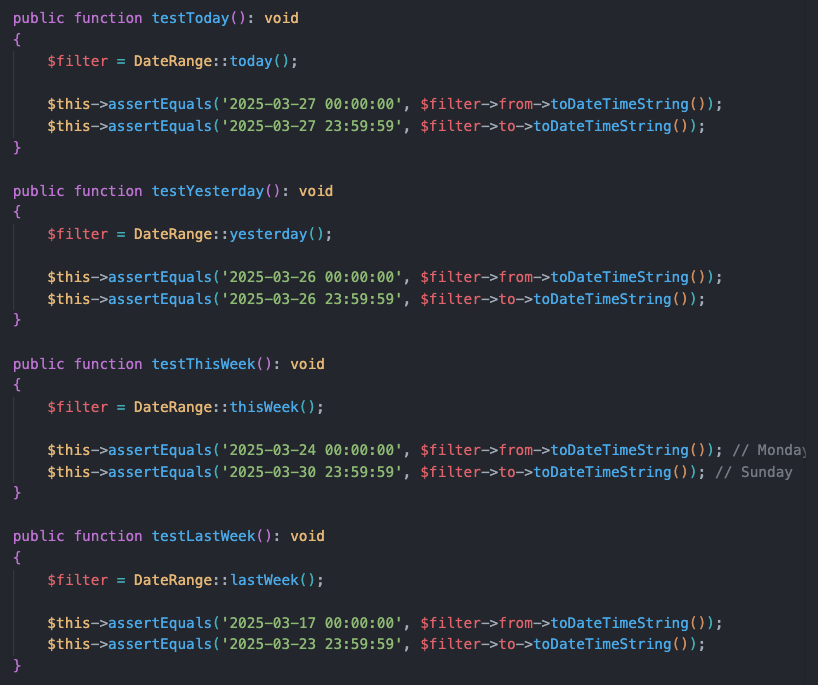 public function testToday(): void
{
    $filter = DateRange::today();

    $this->assertEquals('2025-03-27 00:00:00', $filter->from->toDateTimeString());
    $this->assertEquals('2025-03-27 23:59:59', $filter->to->toDateTimeString());
}

public function testYesterday(): void
{
    $filter = DateRange::yesterday();

    $this->assertEquals('2025-03-26 00:00:00', $filter->from->toDateTimeString());
    $this->assertEquals('2025-03-26 23:59:59', $filter->to->toDateTimeString());
}

public function testThisWeek(): void
{
    $filter = DateRange::thisWeek();

    $this->assertEquals('2025-03-24 00:00:00', $filter->from->toDateTimeString()); // Monday
    $this->assertEquals('2025-03-30 23:59:59', $filter->to->toDateTimeString()); // Sunday
}

public function testLastWeek(): void
{
    $filter = DateRange::lastWeek();

    $this->assertEquals('2025-03-17 00:00:00', $filter->from->toDateTimeString());
    $this->assertEquals('2025-03-23 23:59:59', $filter->to->toDateTimeString());
}